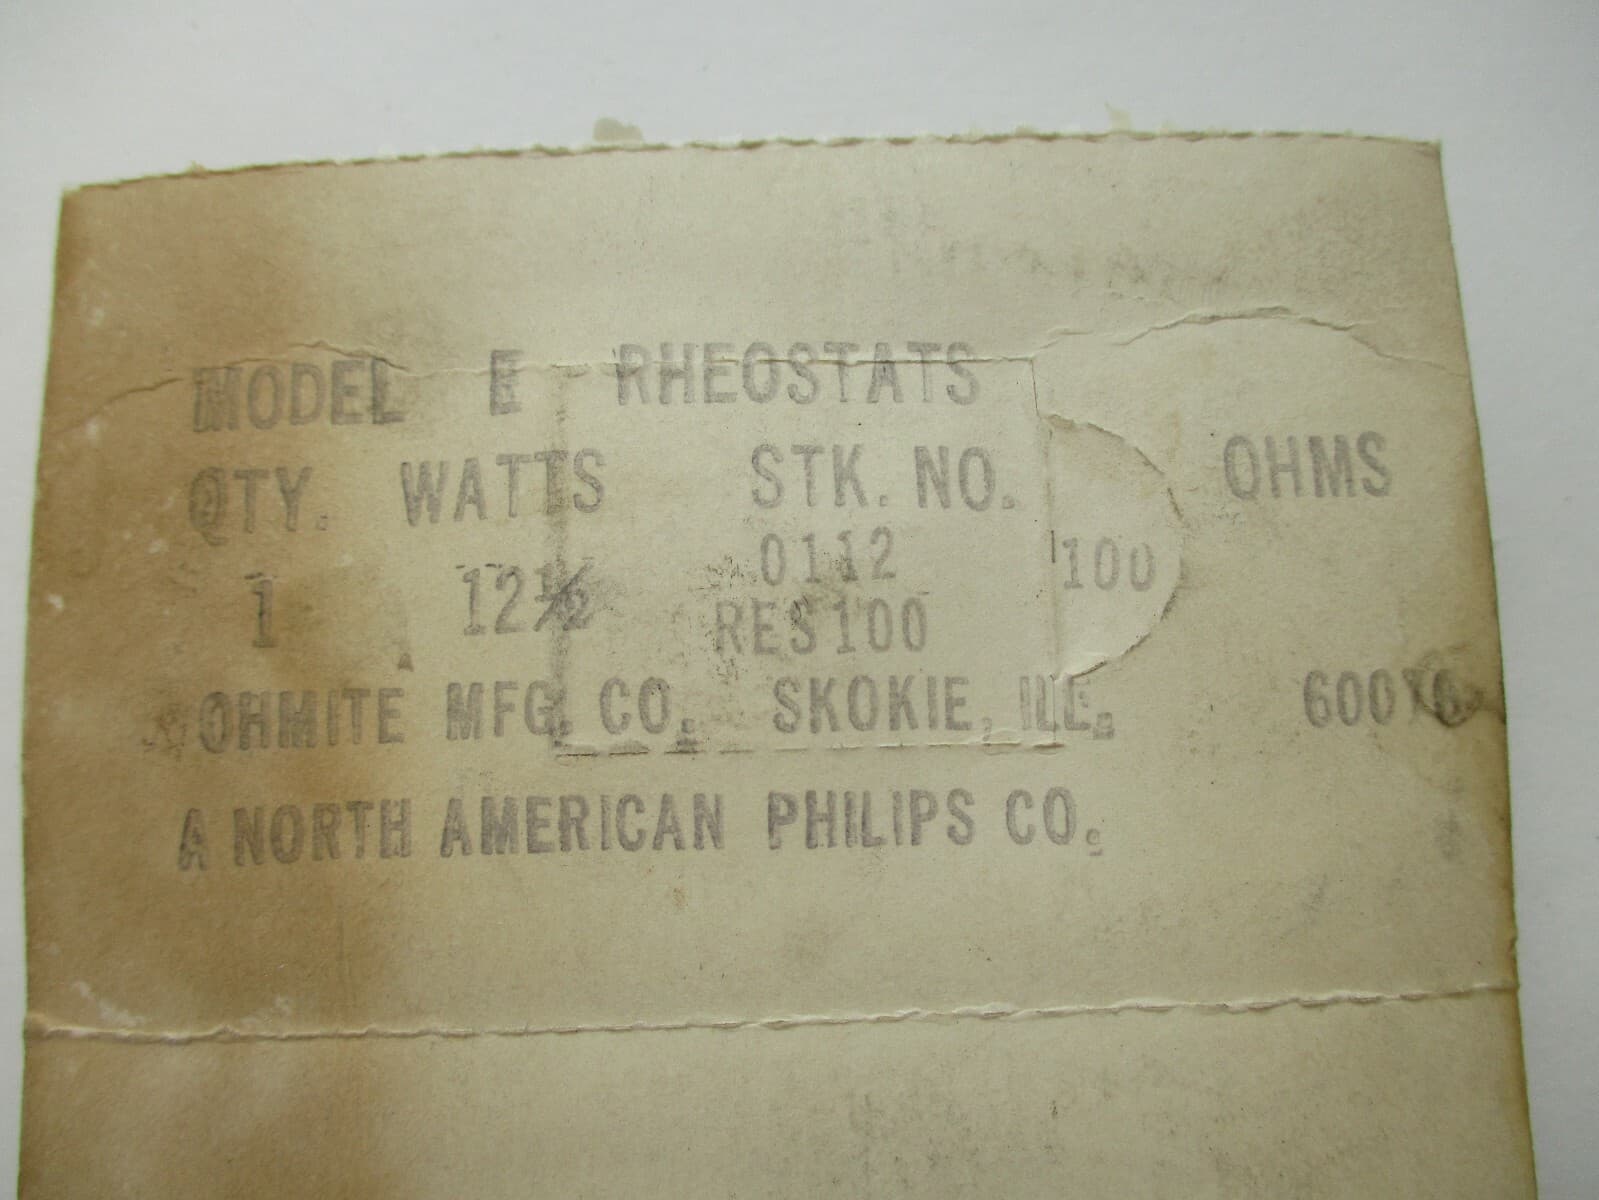 MODEL E RHEOSTATS
QTY. WATTS STK. NO. OHMS
1 12½ 0112 100
RES100
OHMITE MFG. CO. SKOKIE, ILL.
A NORTH AMERICAN PHILIPS CO.